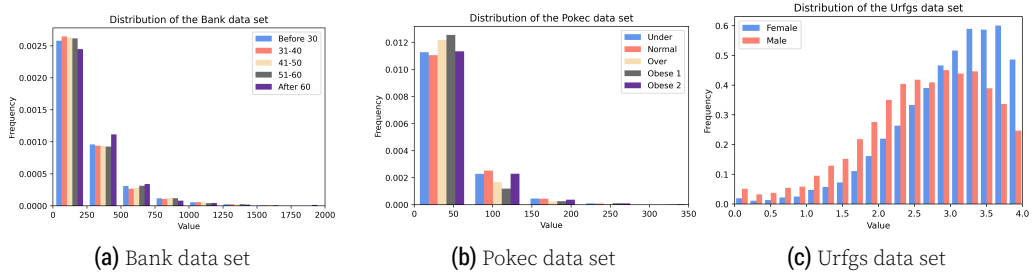 Distribution of the Bank data set
Frequency
0.0025
0.0020
0.0015
0.0010
0.0005
0.0000
Before 30
31-40
41-50
51-60
After 60
0 250 500 750 1000 1250 1500 1750 2000
Value
(a) Bank data set
Distribution of the Pokec data set
Frequency
0.012
0.010
0.008
0.006
0.004
0.002
0.000
Under
Normal
Over
Obese 1
Obese 2
0 50 100 150 200 250 300 350
Value
(b) Pokec data set
Distribution of the Urfgs data set
Frequency
0.6
0.5
0.4
0.3
0.2
0.1
0.0
Female
Male
0.0 0.5 1.0 1.5 2.0 2.5 3.0 3.5 4.0
Value
(c) Urfgs data set